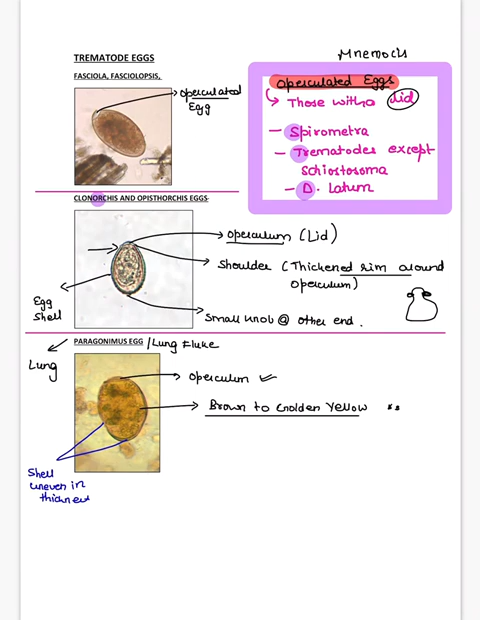 Mnemocis
TREMATODE EGGS
FASCIOLA, FASCIOLOPSIS,
Operculated
Egg
Operculated Eggs
Those with a lid
- Spirometra
- Trematodes except
Schistostoma
- D. Latum
CLONORCHIS AND OPISTHORCHIS EGGS
Operculum (Lid)
Shoulder (Thickened rim around
operculum)
Small knob @ other end.
Egg
Shell
PARAGONIMUS EGG / Lung Fluke
Lung
Operculum
Brown to Golden Yellow
Shell
uneven in
thickness